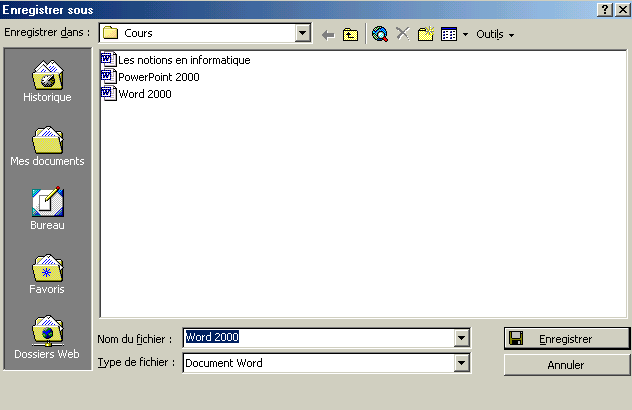 Enregistrer sous
Enregistrer dans :
Cours
Outils
Historique
Mes documents
Bureau
Favoris
Dossiers Web
Les notions en informatique
PowerPoint 2000
Word 2000
Nom du fichier :
Word 2000
Enregistrer
Type de fichier :
Document Word
Annuler